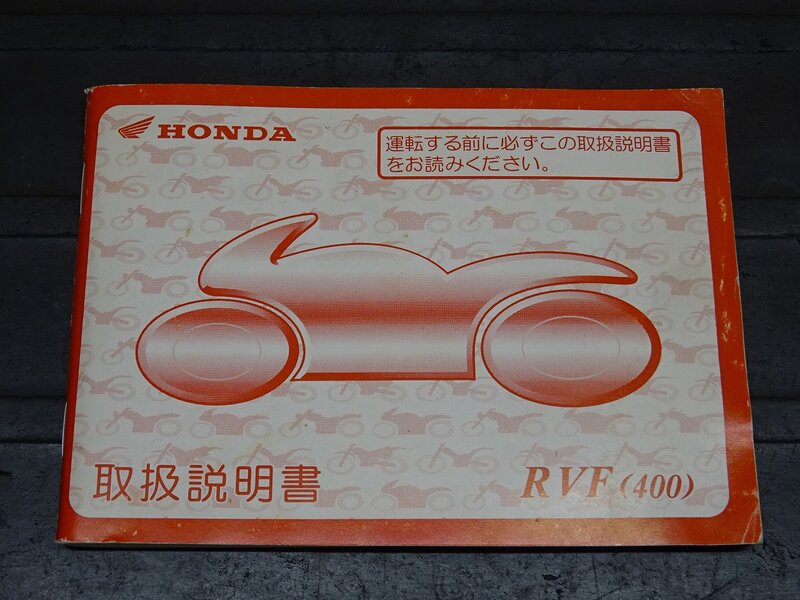 HONDA
運転する前に必ずこの取扱説明書
をお読みください。
取扱説明書
RVF (400)